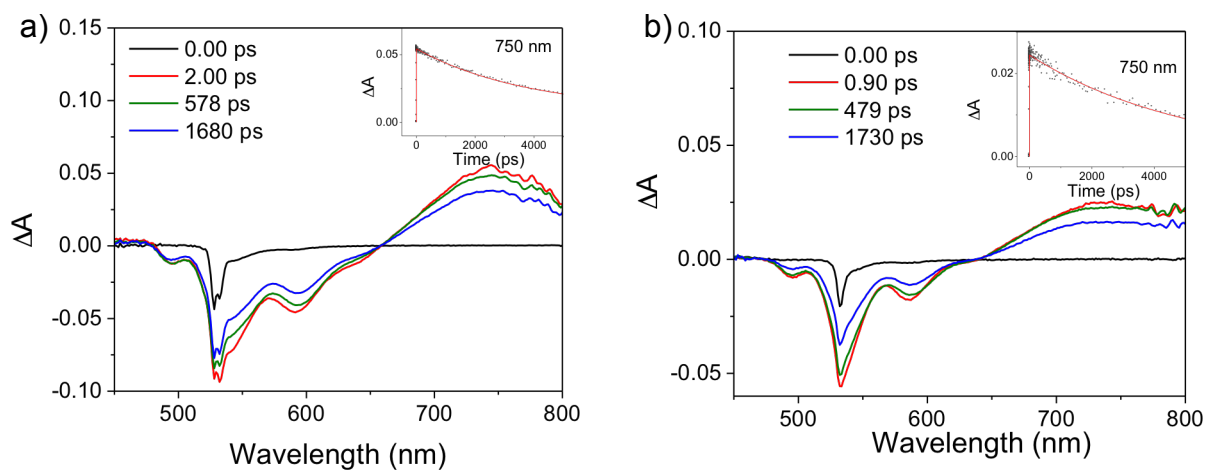 a)
0.15
0.10
0.05
0.00
-0.05
-0.10
ΔA
500
600
700
800
Wavelength (nm)
0.00 ps
2.00 ps
578 ps
1680 ps
750 nm
0.05
0.00
ΔA
0
2000
4000
Time (ps)
b)
0.10
0.05
0.00
-0.05
ΔA
500
600
700
800
Wavelength (nm)
0.00 ps
0.90 ps
479 ps
1730 ps
750 nm
0.02
0.00
ΔA
0
2000
4000
Time (ps)